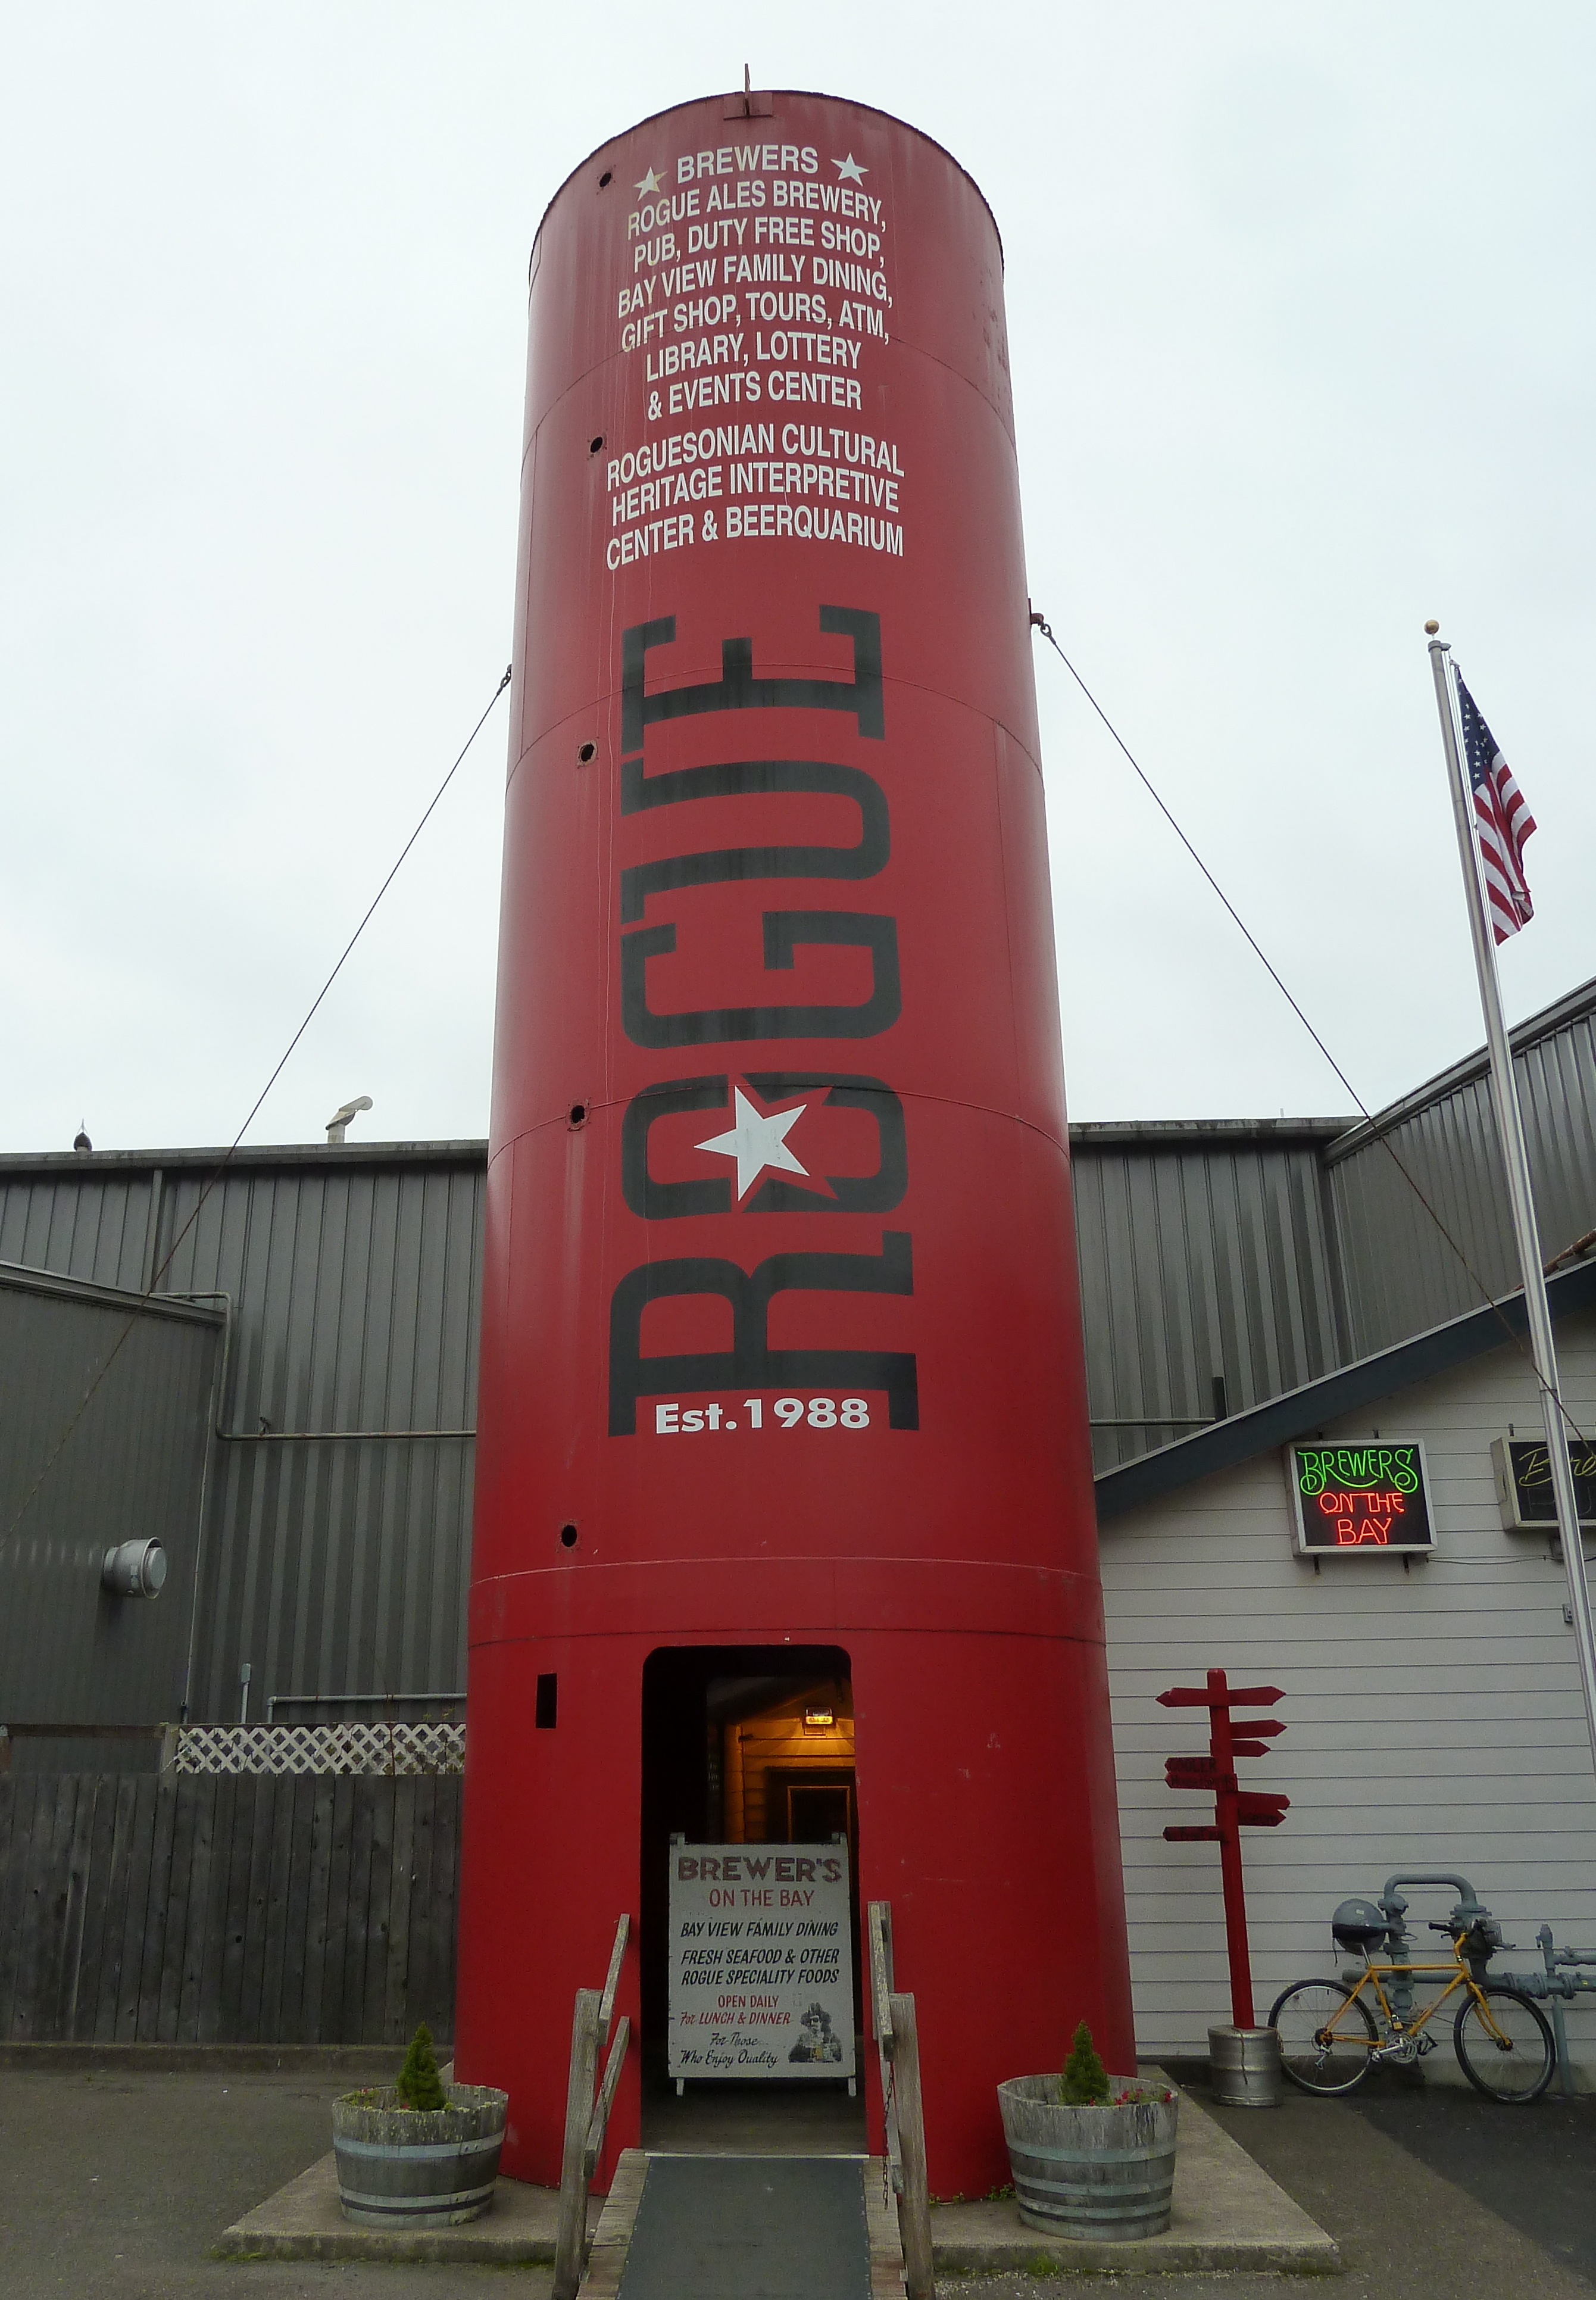 BREWERS
ROGUE ALES BREWERY,
PUB, DUTY FREE SHOP,
BAY VIEW FAMILY DINING,
GIFT SHOP, TOURS, ATM,
LIBRARY, LOTTERY
& EVENTS CENTER
ROGUESONIAN CULTURAL
HERITAGE INTERPRETIVE
CENTER & BEERQUARIUM
ROGUE
Est.1988
BREWERS
ON THE
BAY
BREWER'S
ON THE BAY
BAY VIEW FAMILY DINING
FRESH SEAFOOD & OTHER
ROGUE SPECIALITY FOODS
OPEN DAILY
For LUNCH & DINNER
For Those
Who Enjoy Quality